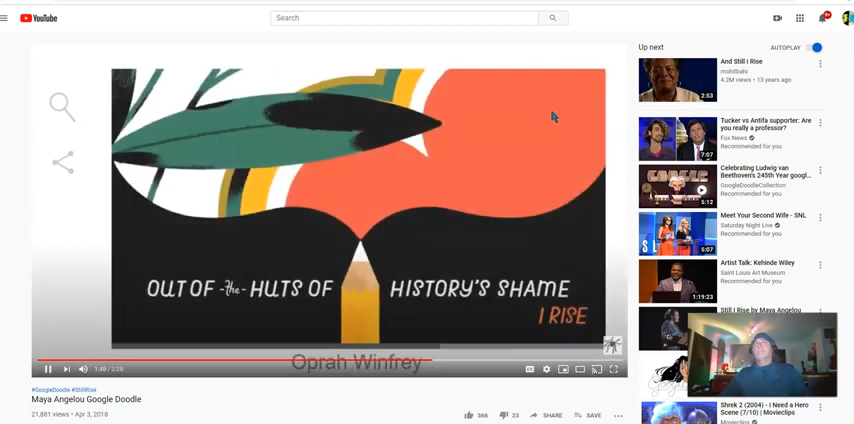 YouTube
Search
9+
OUT OF -the- HUTS OF HISTORY'S SHAME
I RISE
Oprah Winfrey
1:40 / 2:28
#GoogleDoodle #StillRise
Maya Angelou Google Doodle
21,881 views • Apr 3, 2018
366
23
SHARE
SAVE
Up next
AUTOPLAY
And Still I Rise
mohitbahi
4.2M views • 13 years ago
2:53
Tucker vs Antifa supporter: Are
you really a professor?
Fox News
Recommended for you
7:07
Celebrating Ludwig van
Beethoven's 245th Year googl...
GoogleDoodleCollection
Recommended for you
5:12
Meet Your Second Wife - SNL
Saturday Night Live
Recommended for you
5:07
Artist Talk: Kehinde Wiley
Saint Louis Art Museum
Recommended for you
1:19:23
Still I Rise by Maya Angelou
Shrek 2 (2004) - I Need a Hero
Scene (7/10) | Movieclips
Movieclips